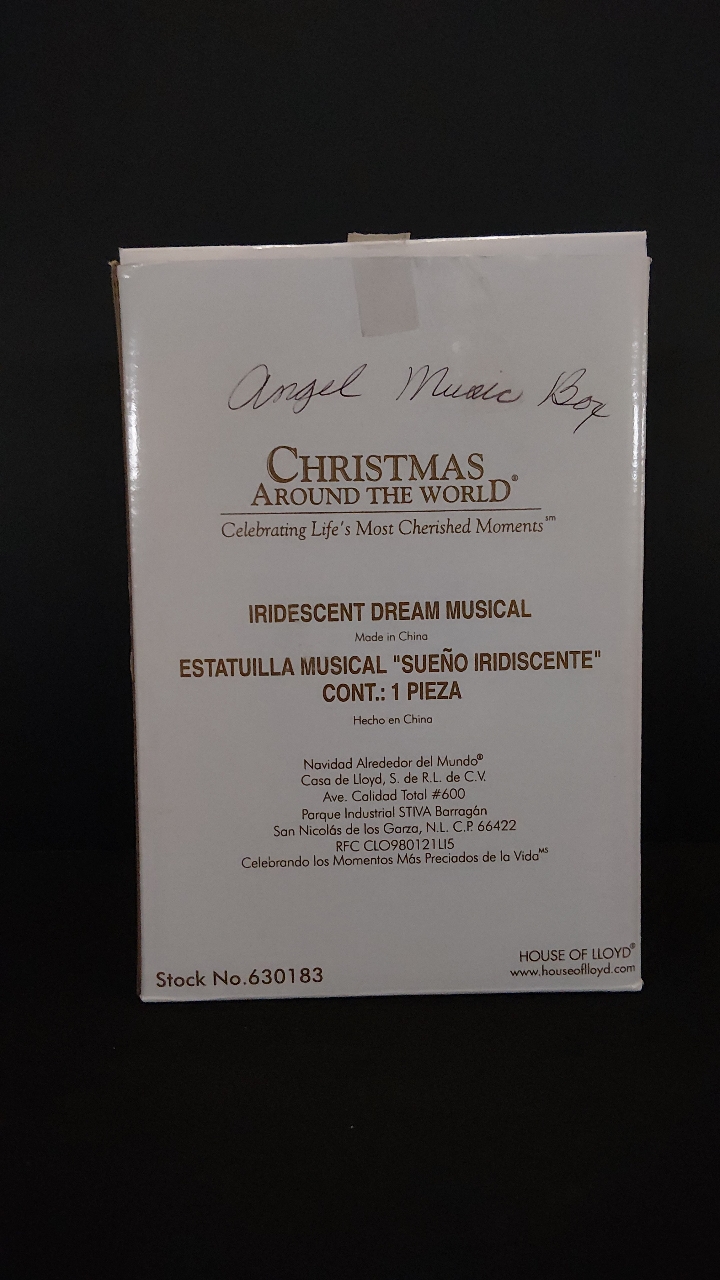 Angel Music Box
CHRISTMAS
AROUND THE WORLD®
Celebrating Life's Most Cherished Moments℠
IRIDESCENT DREAM MUSICAL
Made in China
ESTATUILLA MUSICAL "SUEÑO IRIDISCENTE"
CONT.: 1 PIEZA
Hecho en China
Navidad Alrededor del Mundo®
Casa de Lloyd, S. de R.L. de C.V.
Ave. Calidad Total #600
Parque Industrial STIVA Barragán
San Nicolás de los Garza, N.L. C.P. 66422
RFC CLO980121LI5
Celebrando los Momentos Más Preciados de la Vida MS
HOUSE OF LLOYD®
www.houseoflloyd.com
Stock No.630183